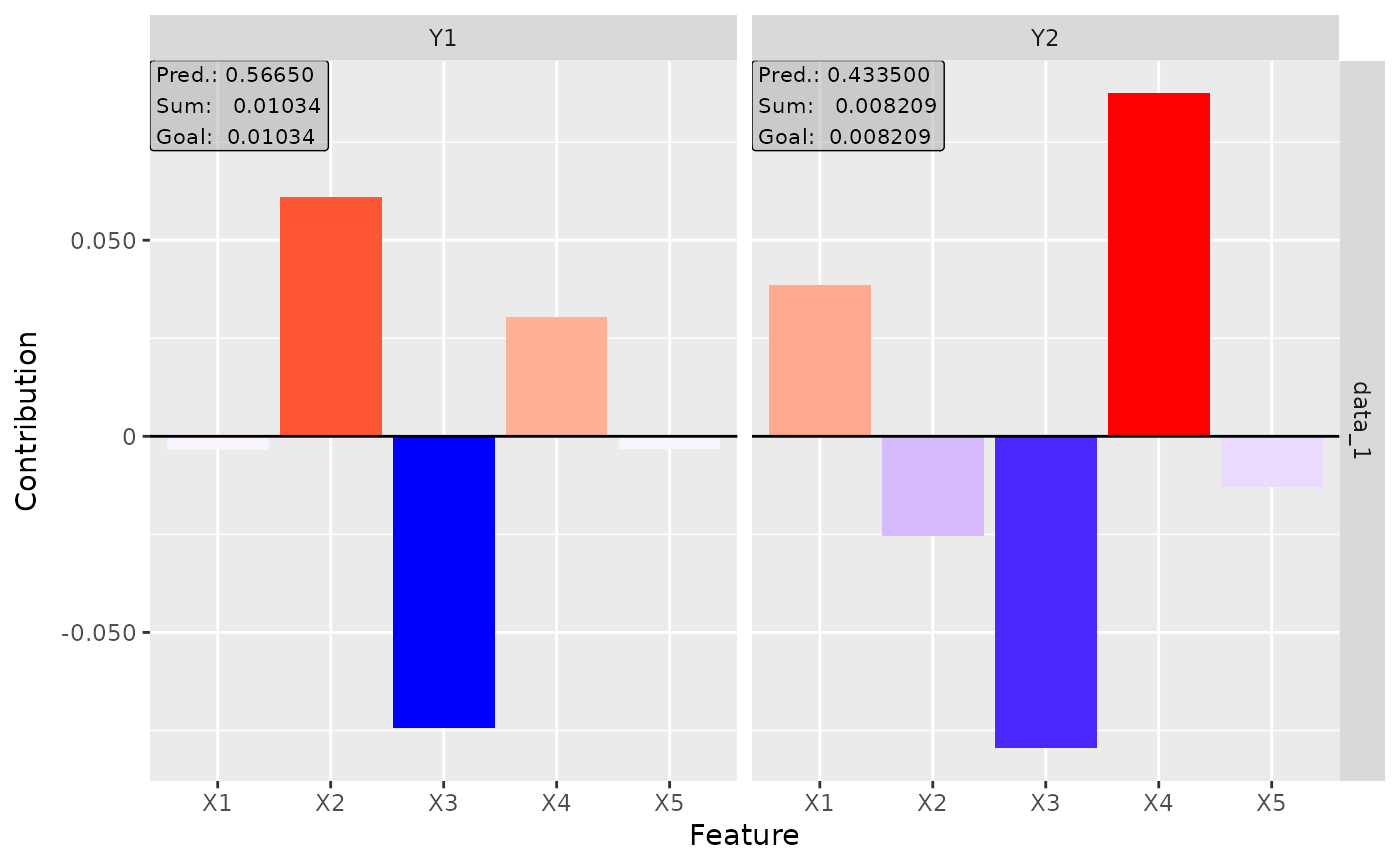 Y1
Y2
Pred.: 0.56650
Sum: 0.01034
Goal: 0.01034
Pred.: 0.433500
Sum: 0.008209
Goal: 0.008209
data_1
Contribution
0.050
0
-0.050
X1 X2 X3 X4 X5
X1 X2 X3 X4 X5
Feature